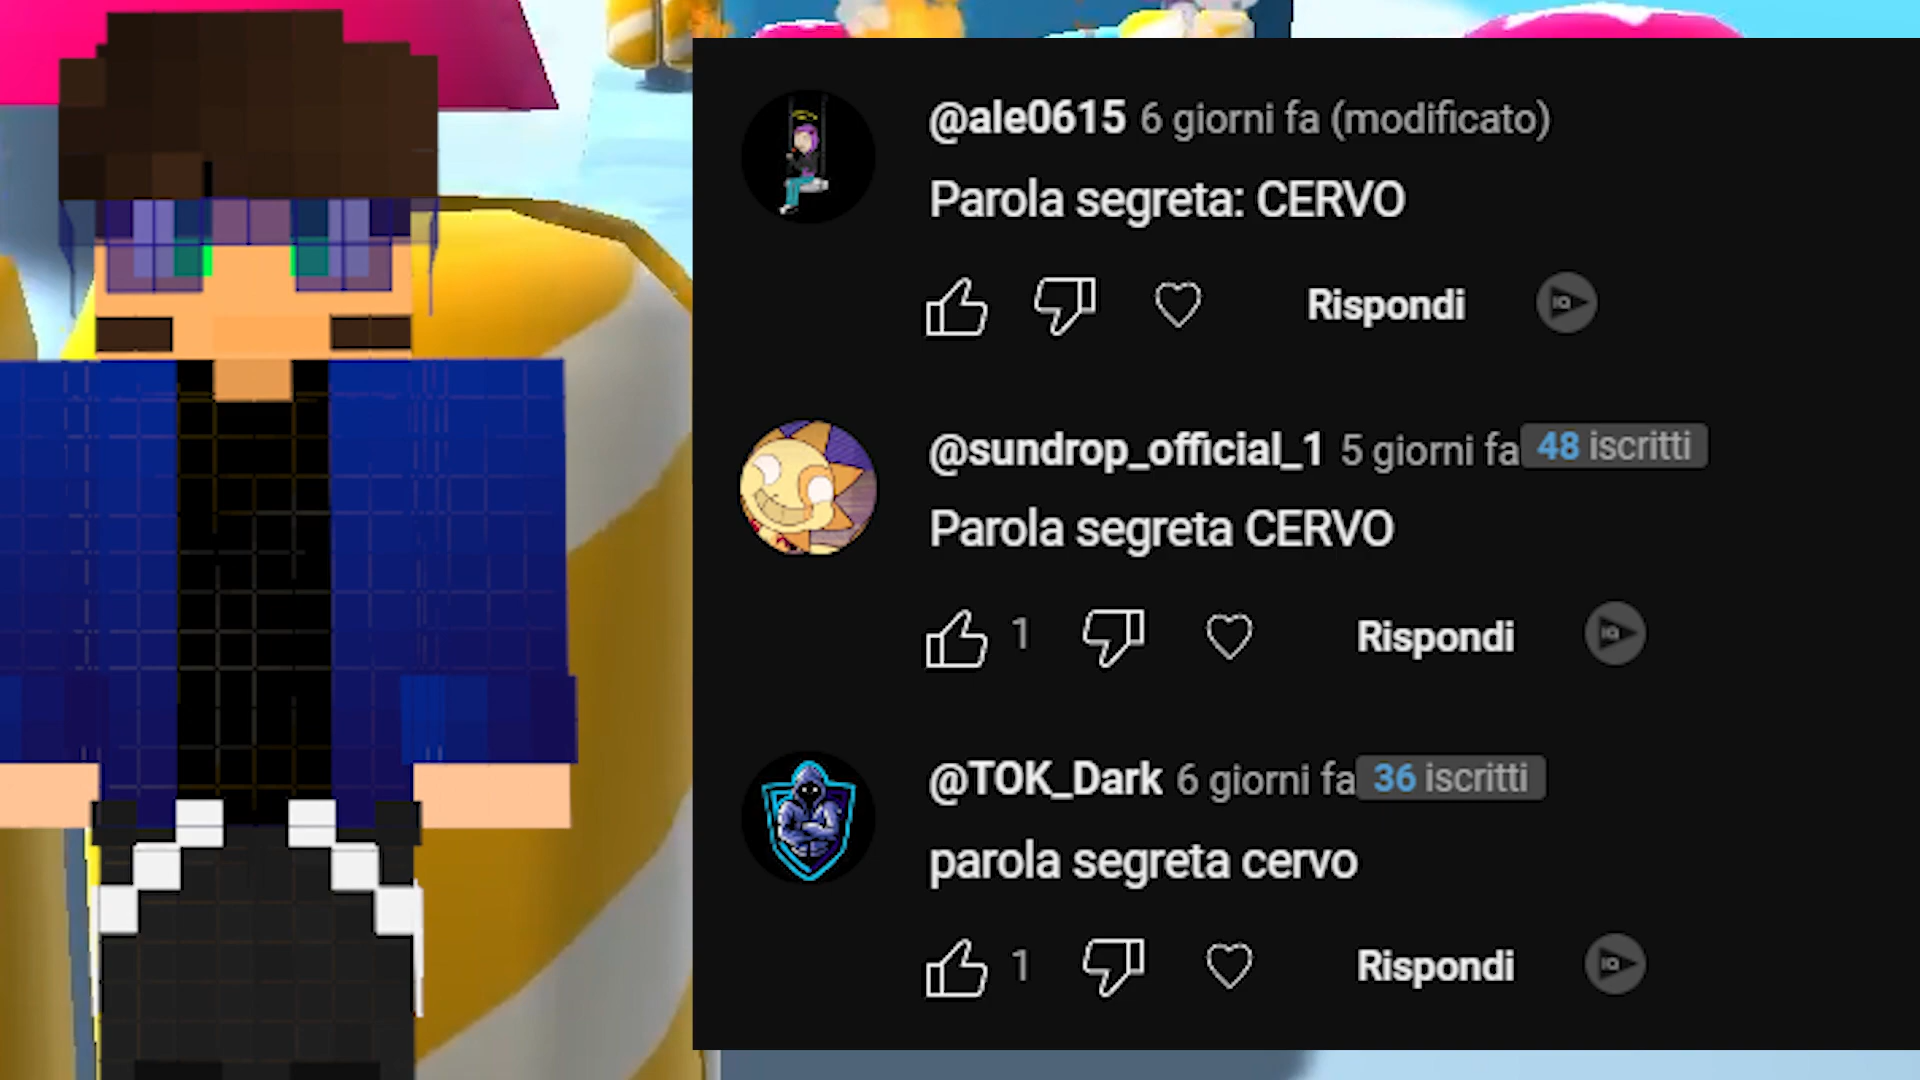 @ale0615 6 giorni fa (modificato)
Parola segreta: CERVO
Rispondi
@sundrop_official_1 5 giorni fa 48 iscritti
Parola segreta CERVO
1 Rispondi
@TOK_Dark 6 giorni fa 36 iscritti
parola segreta cervo
1 Rispondi